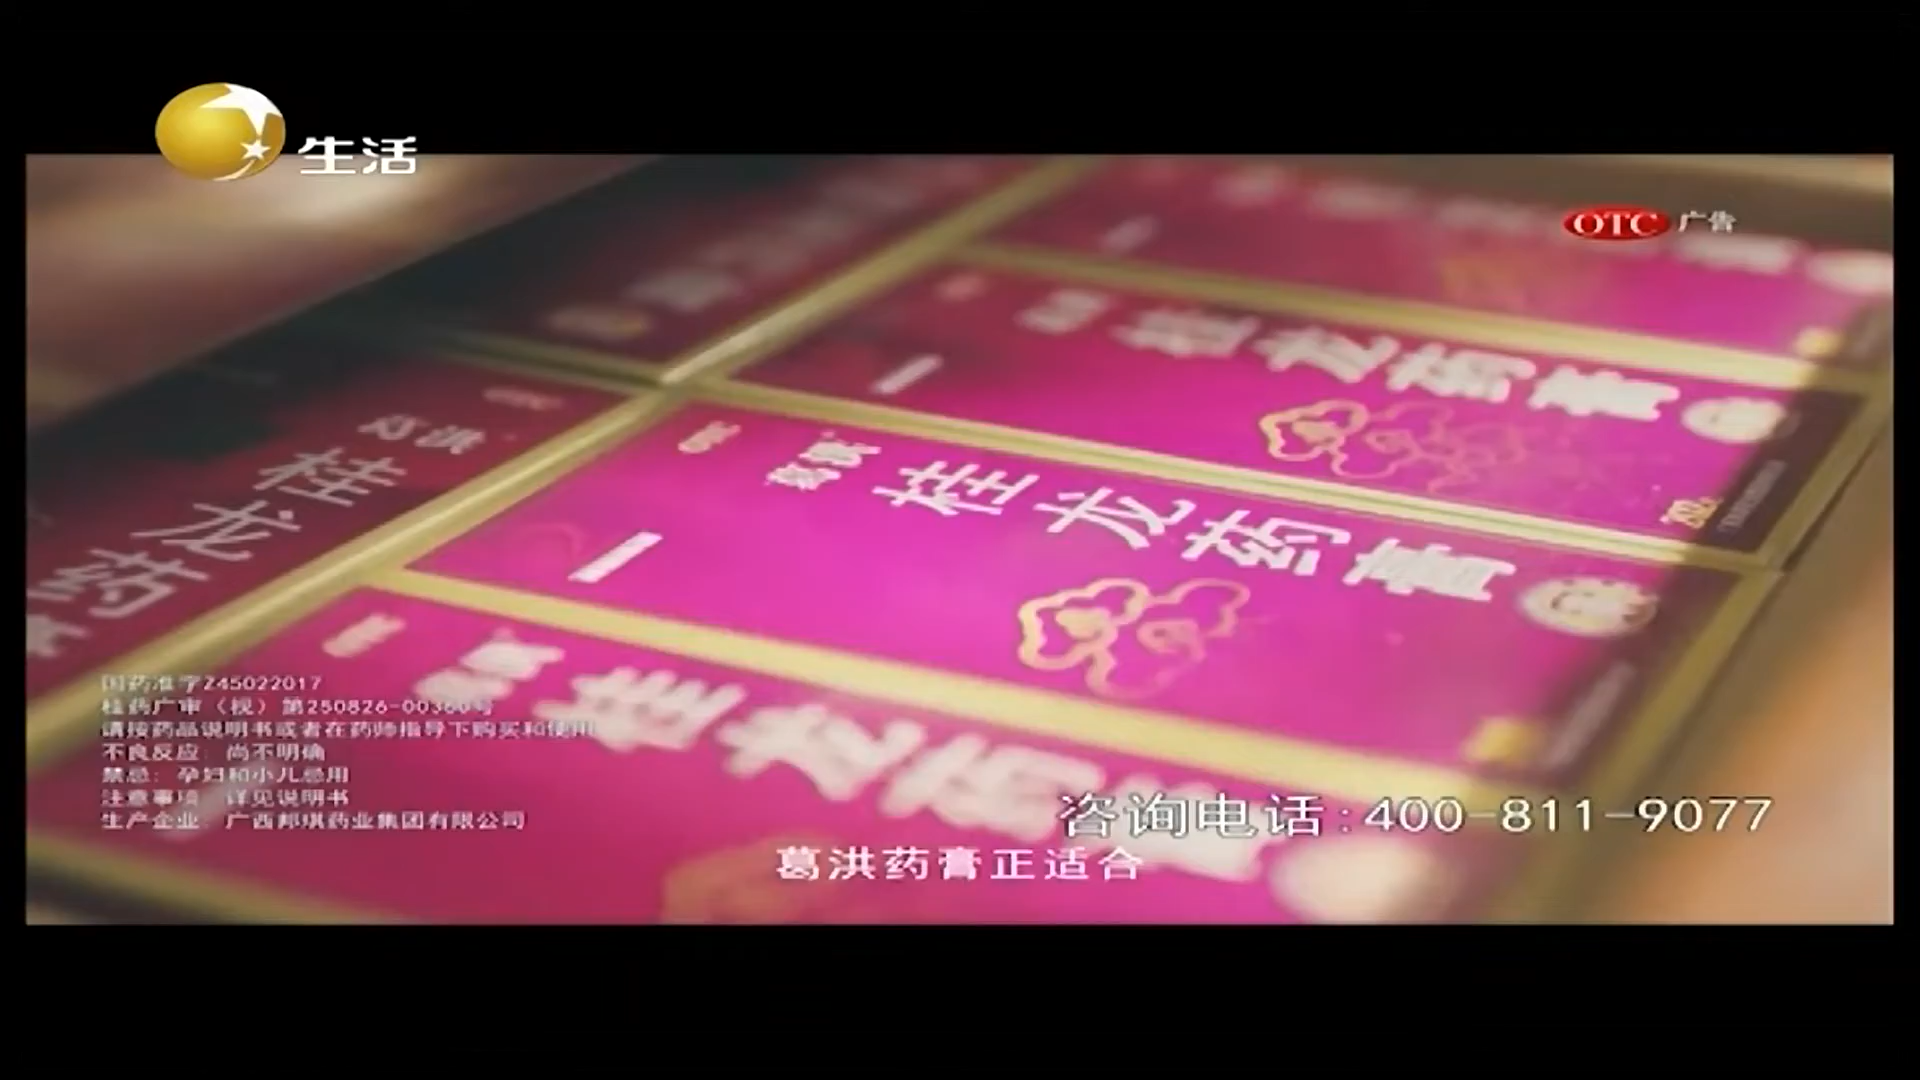 生活
OTC 广告
葛洪
桂龙药膏
葛洪
桂龙药膏
葛洪
桂龙药
国药准字Z45022017
桂药广审（视）第250826-00360号
请按药品说明书或者在药师指导下购买和使用
不良反应：尚不明确
禁忌：孕妇和小儿忌用
注意事项：详见说明书
生产企业：广西邦琪药业集团有限公司
咨询电话:400-811-9077
葛洪药膏正适合